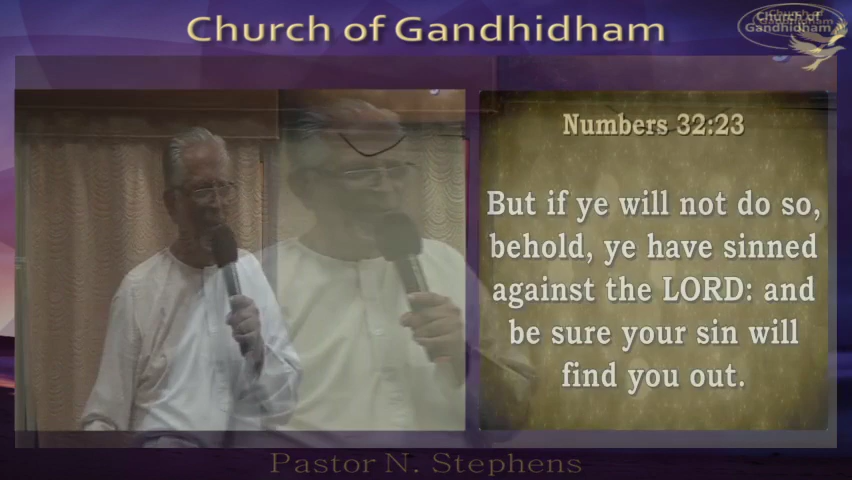 Church of Gandhidham
Church of
Gandhidham
Numbers 32:23
But if ye will not do so,
behold, ye have sinned
against the LORD: and
be sure your sin will
find you out.
Pastor N. Stephens